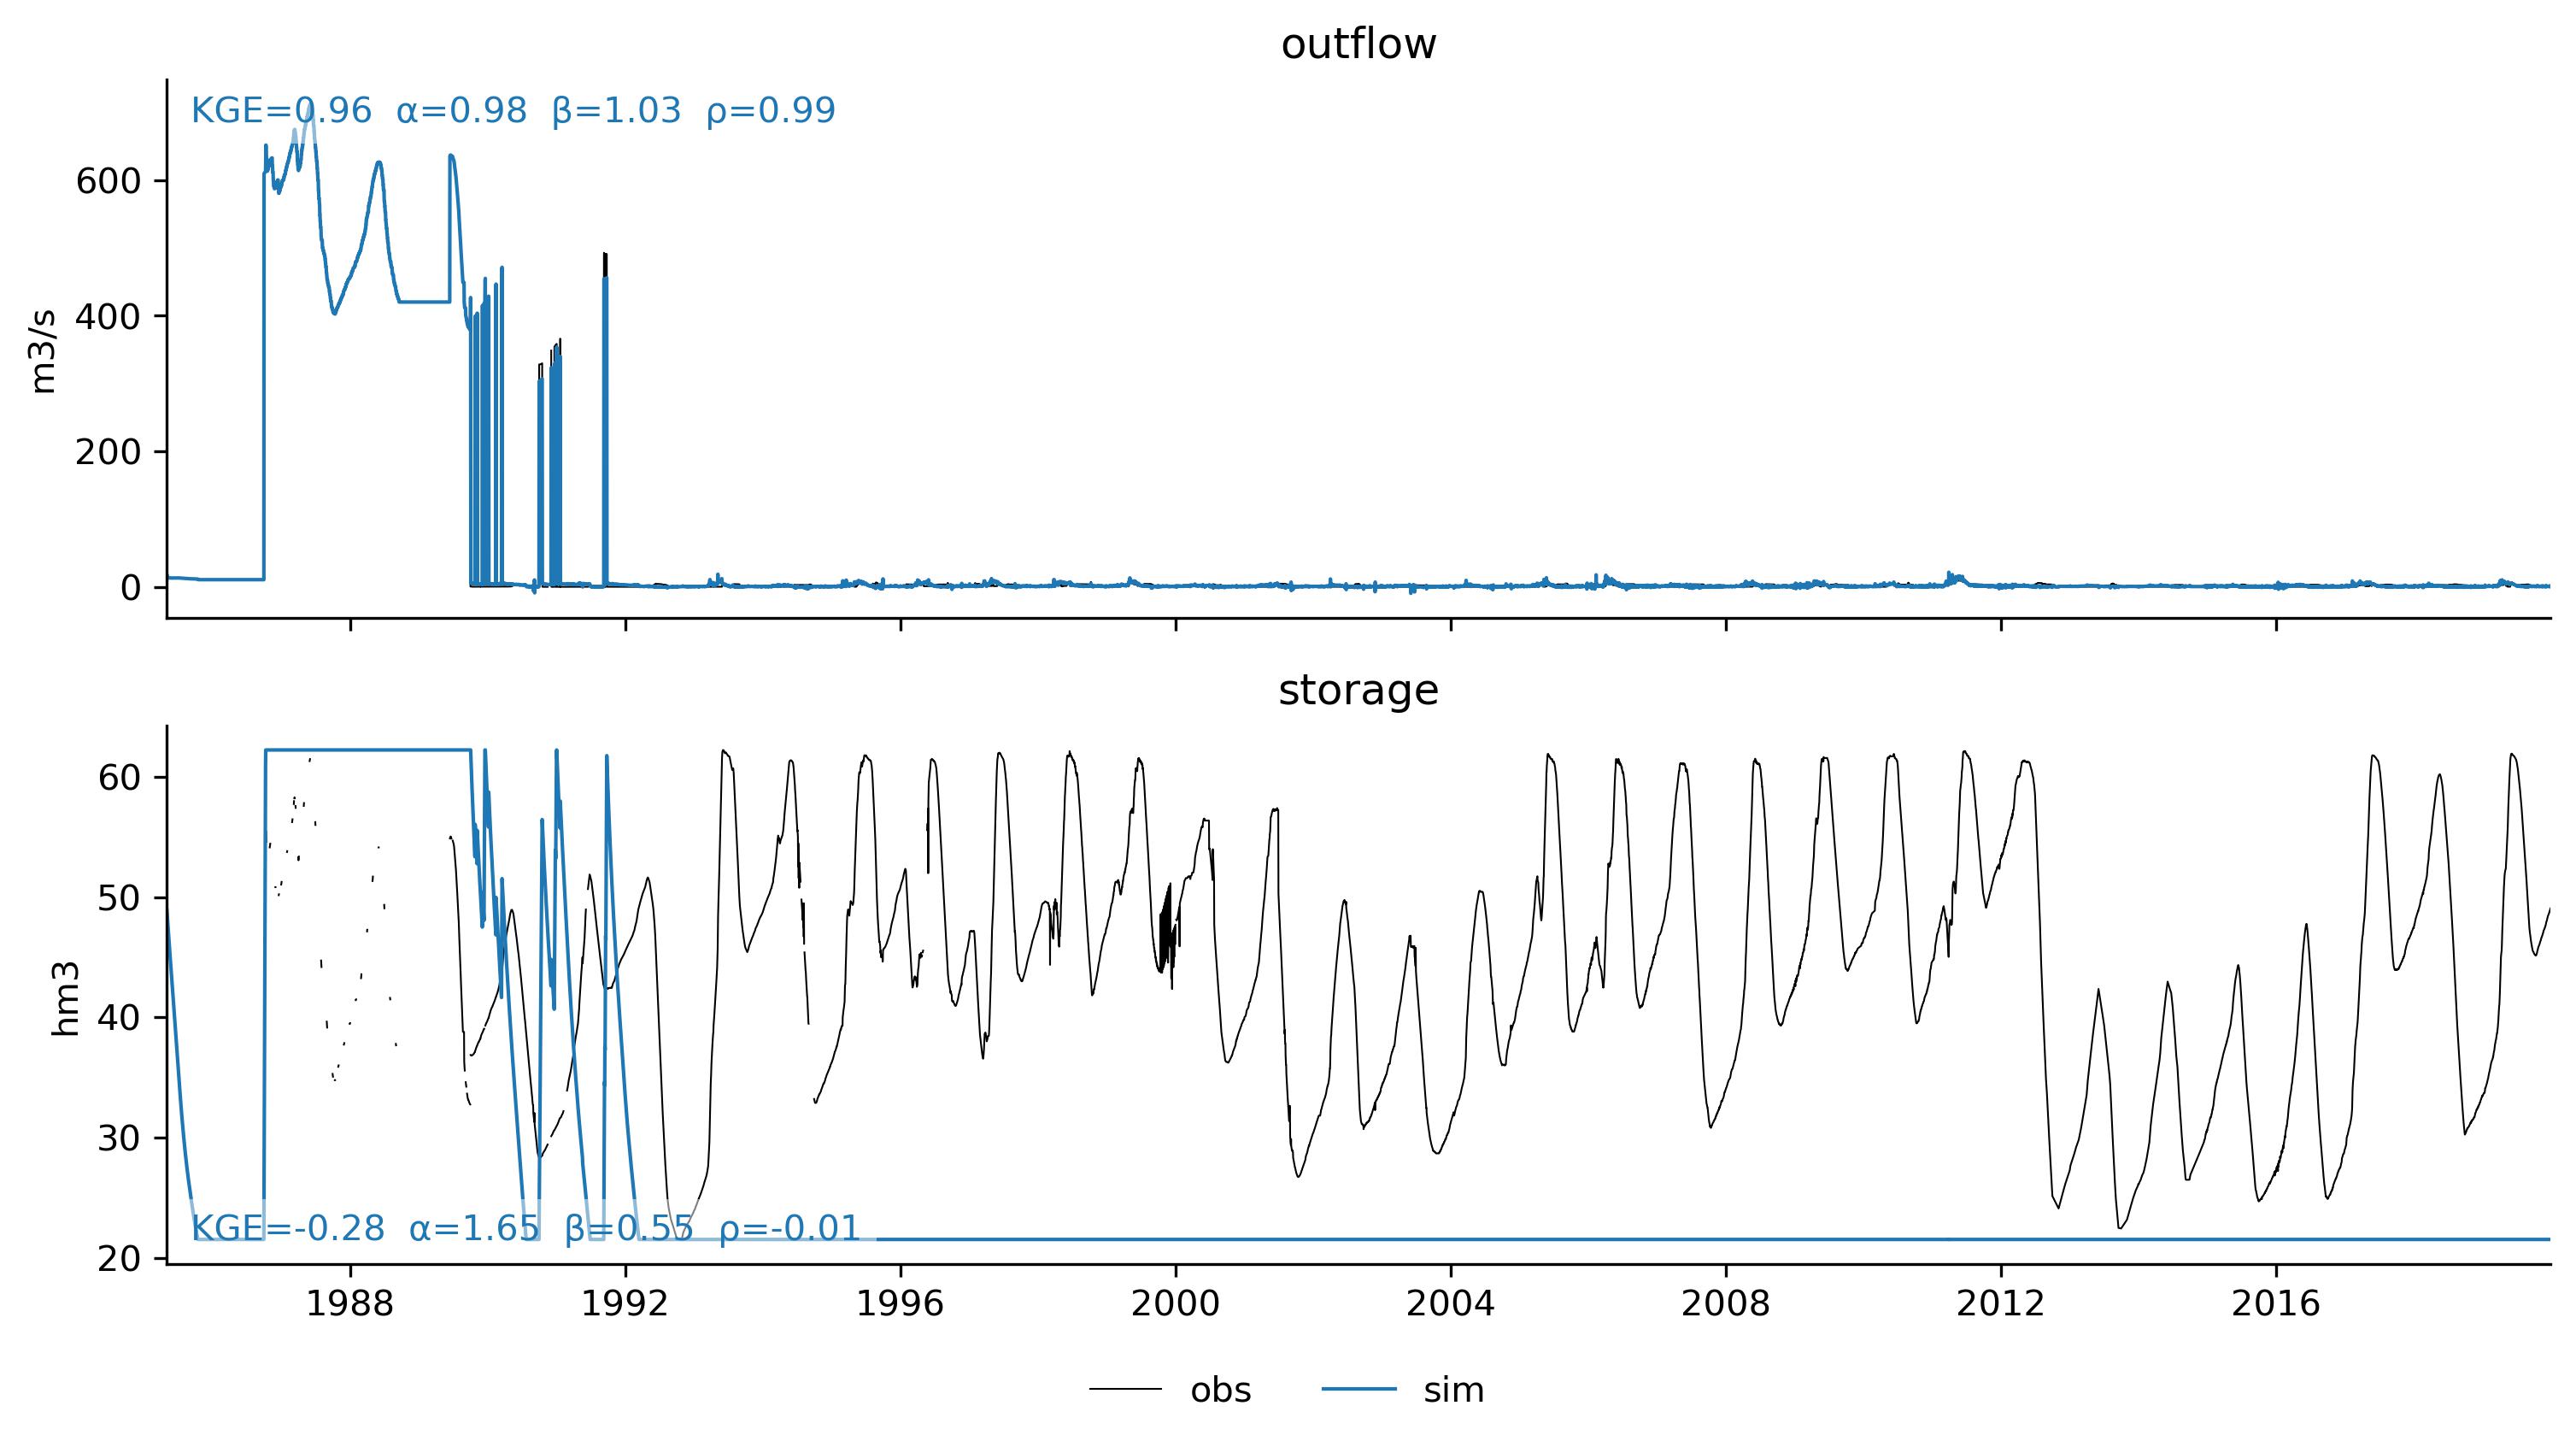 outflow
KGE=0.96 α=0.98 β=1.03 ρ=0.99
m3/s
600
400
200
0
storage
hm3
60
50
40
30
20
KGE=-0.28 α=1.65 β=0.55 ρ=-0.01
1988 1992 1996 2000 2004 2008 2012 2016
obs sim